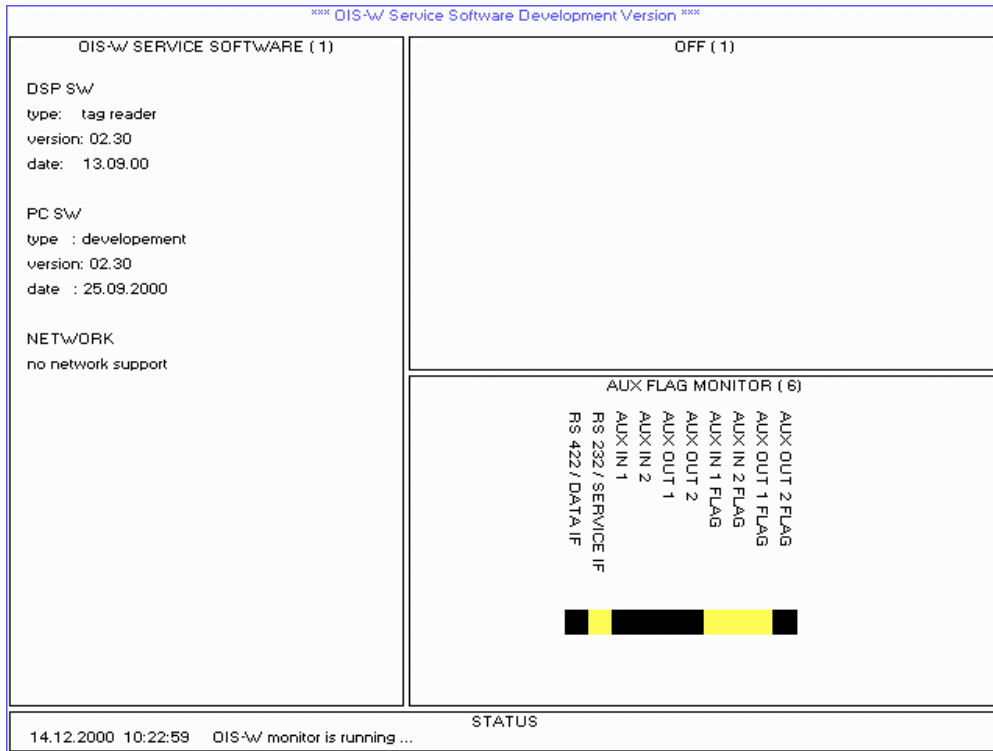 *** OIS-W Service Software Development Version ***
OIS-W SERVICE SOFTWARE ( 1 )
DSP SW
type: tag reader
version: 02.30
date: 13.09.00
PC SW
type : developement
version: 02.30
date : 25.09.2000
NETWORK
no network support
OFF ( 1 )
AUX FLAG MONITOR ( 6 )
RS 422 / DATA IF
RS 232 / SERVICE IF
AUX IN 1
AUX IN 2
AUX OUT 1
AUX OUT 2
AUX IN 1 FLAG
AUX IN 2 FLAG
AUX OUT 1 FLAG
AUX OUT 2 FLAG
STATUS
14.12.2000 10:22:59 OIS-W monitor is running ...